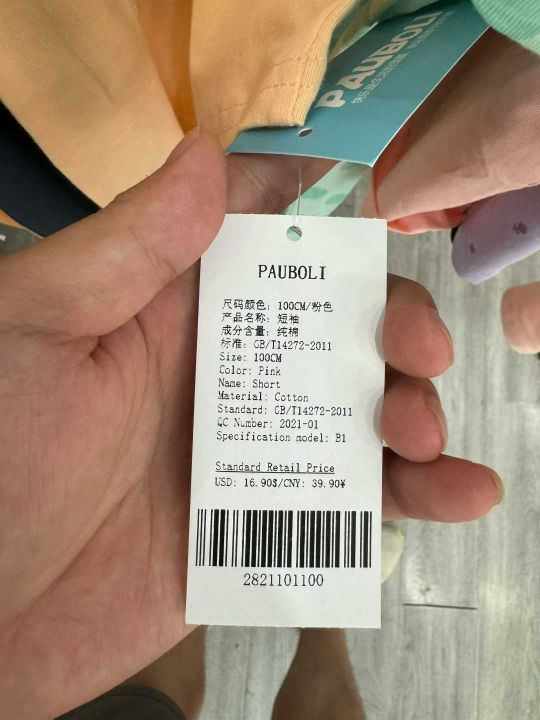 PAUBOLI
PAUBOLI
尺码颜色: 100CM/粉色
产品名称: 短袖
成分含量: 纯棉
标准: GB/T14272-2011
Size: 100CM
Color: Pink
Name: Short
Material: Cotton
Standard: GB/T14272-2011
QC Number: 2021-01
Specification model: B1
Standard Retail Price
USD: 16.90$/CNY: 39.90¥
2821101100